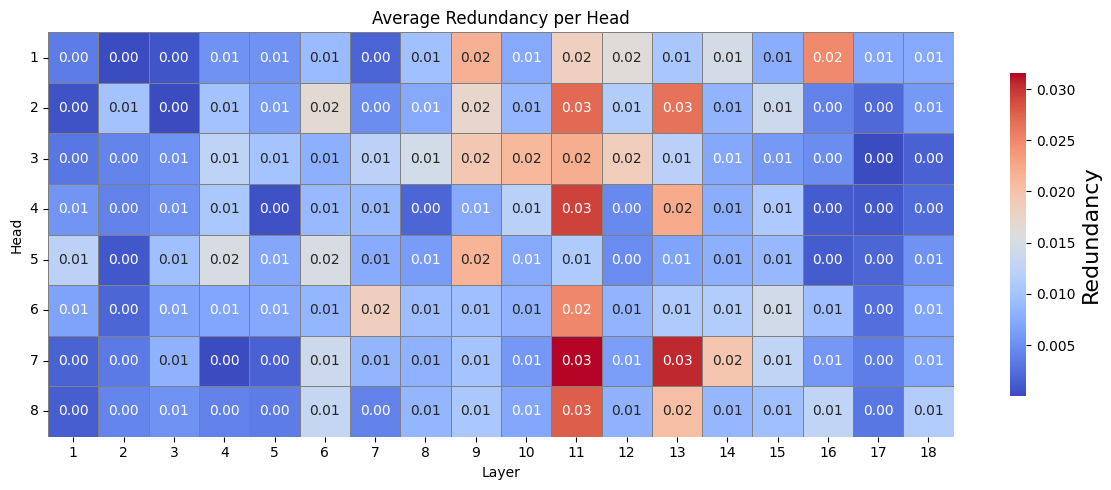 Average Redundancy per Head
1 0.00 0.00 0.00 0.01 0.01 0.01 0.00 0.01 0.02 0.01 0.02 0.02 0.01 0.01 0.01 0.02 0.01 0.01
2 0.00 0.01 0.00 0.01 0.01 0.02 0.00 0.01 0.02 0.01 0.03 0.01 0.03 0.01 0.01 0.00 0.00 0.01
3 0.00 0.00 0.01 0.01 0.01 0.01 0.01 0.01 0.02 0.02 0.02 0.02 0.01 0.01 0.01 0.00 0.00 0.00
4 0.01 0.00 0.01 0.01 0.00 0.01 0.01 0.00 0.01 0.01 0.03 0.00 0.02 0.01 0.01 0.00 0.00 0.00
5 0.01 0.00 0.01 0.02 0.01 0.02 0.01 0.01 0.02 0.01 0.01 0.00 0.01 0.01 0.01 0.00 0.00 0.01
6 0.01 0.00 0.01 0.01 0.01 0.01 0.02 0.01 0.01 0.01 0.02 0.01 0.01 0.01 0.01 0.01 0.00 0.01
7 0.00 0.00 0.01 0.00 0.00 0.01 0.01 0.01 0.01 0.01 0.03 0.01 0.03 0.02 0.01 0.01 0.00 0.01
8 0.00 0.00 0.01 0.00 0.00 0.01 0.00 0.01 0.01 0.01 0.03 0.01 0.02 0.01 0.01 0.01 0.00 0.01
1 2 3 4 5 6 7 8 9 10 11 12 13 14 15 16 17 18
Layer
Head
0.030
0.025
0.020
0.015
0.010
0.005
Redundancy